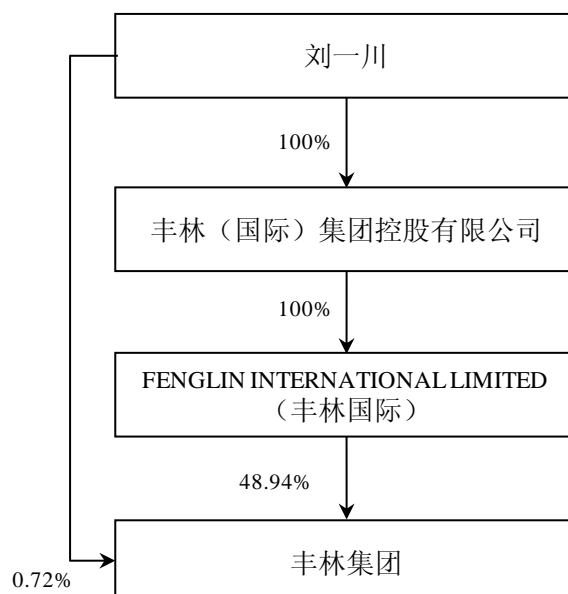 刘一川
100%
丰林（国际）集团控股有限公司
100%
FENGLIN INTERNATIONAL LIMITED
（丰林国际）
48.94%
丰林集团
0.72%